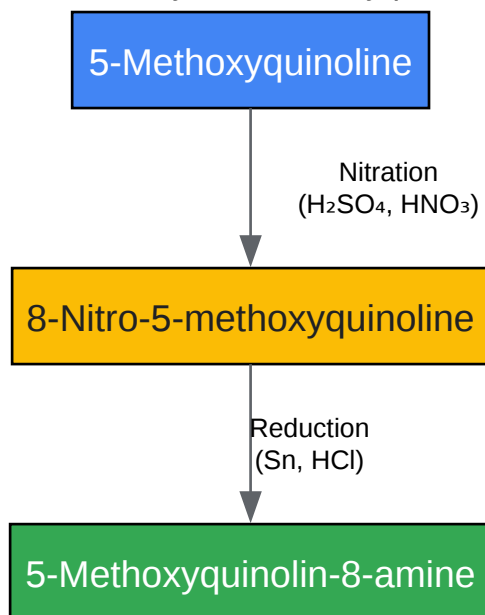 5-Methoxyquinoline
Nitration
(H₂SO₄, HNO₃)
8-Nitro-5-methoxyquinoline
Reduction
(Sn, HCl)
5-Methoxyquinolin-8-amine